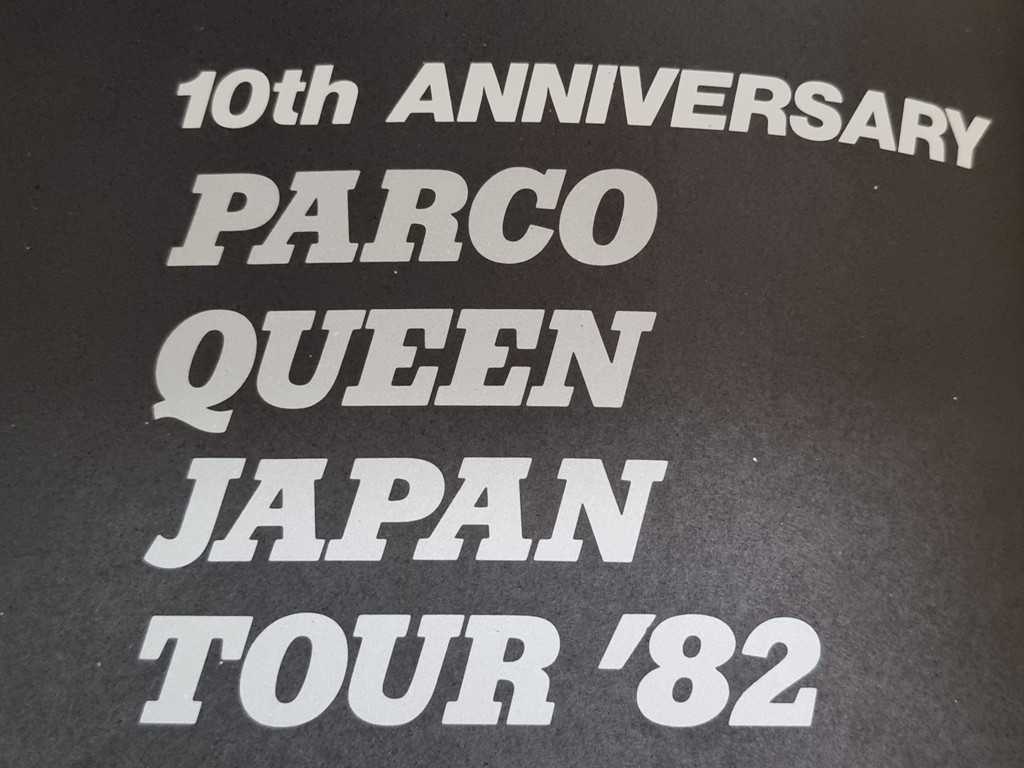 10th ANNIVERSARY
PARCO
QUEEN
JAPAN
TOUR '82